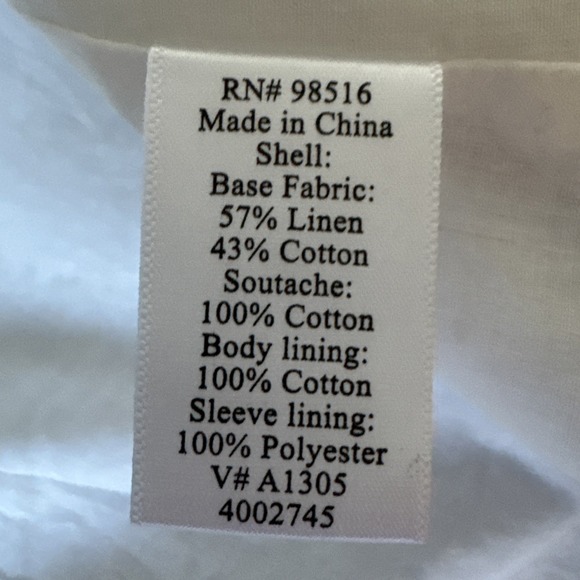 RN# 98516
Made in China
Shell:
Base Fabric:
57% Linen
43% Cotton
Soutache:
100% Cotton
Body lining:
100% Cotton
Sleeve lining:
100% Polyester
V# A1305
4002745